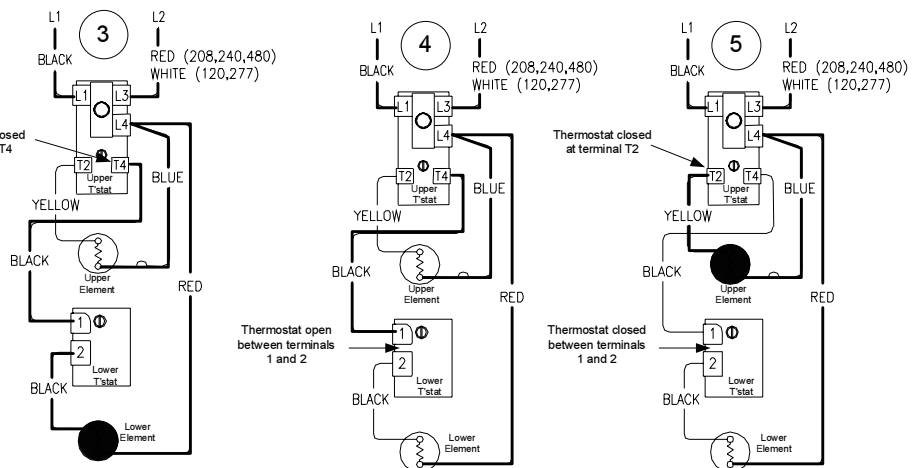 L1
3
L2
BLACK
RED (208,240,480)
WHITE (120,277)
L1
L3
L4
T4
T2
T4
Upper
T'stat
BLUE
YELLOW
BLACK
Upper
Element
RED
1
2
Lower
T'stat
BLACK
Lower
Element
L1
4
L2
BLACK
RED (208,240,480)
WHITE (120,277)
L1
L3
L4
T2
T4
Upper
T'stat
BLUE
YELLOW
BLACK
Upper
Element
RED
Thermostat open
between terminals
1 and 2
1
2
Lower
T'stat
BLACK
Lower
Element
L1
5
L2
BLACK
RED (208,240,480)
WHITE (120,277)
L1
L3
L4
Thermostat closed
at terminal T2
T2
T4
Upper
T'stat
BLUE
YELLOW
BLACK
Upper
Element
RED
Thermostat closed
between terminals
1 and 2
1
2
Lower
T'stat
BLACK
Lower
Element